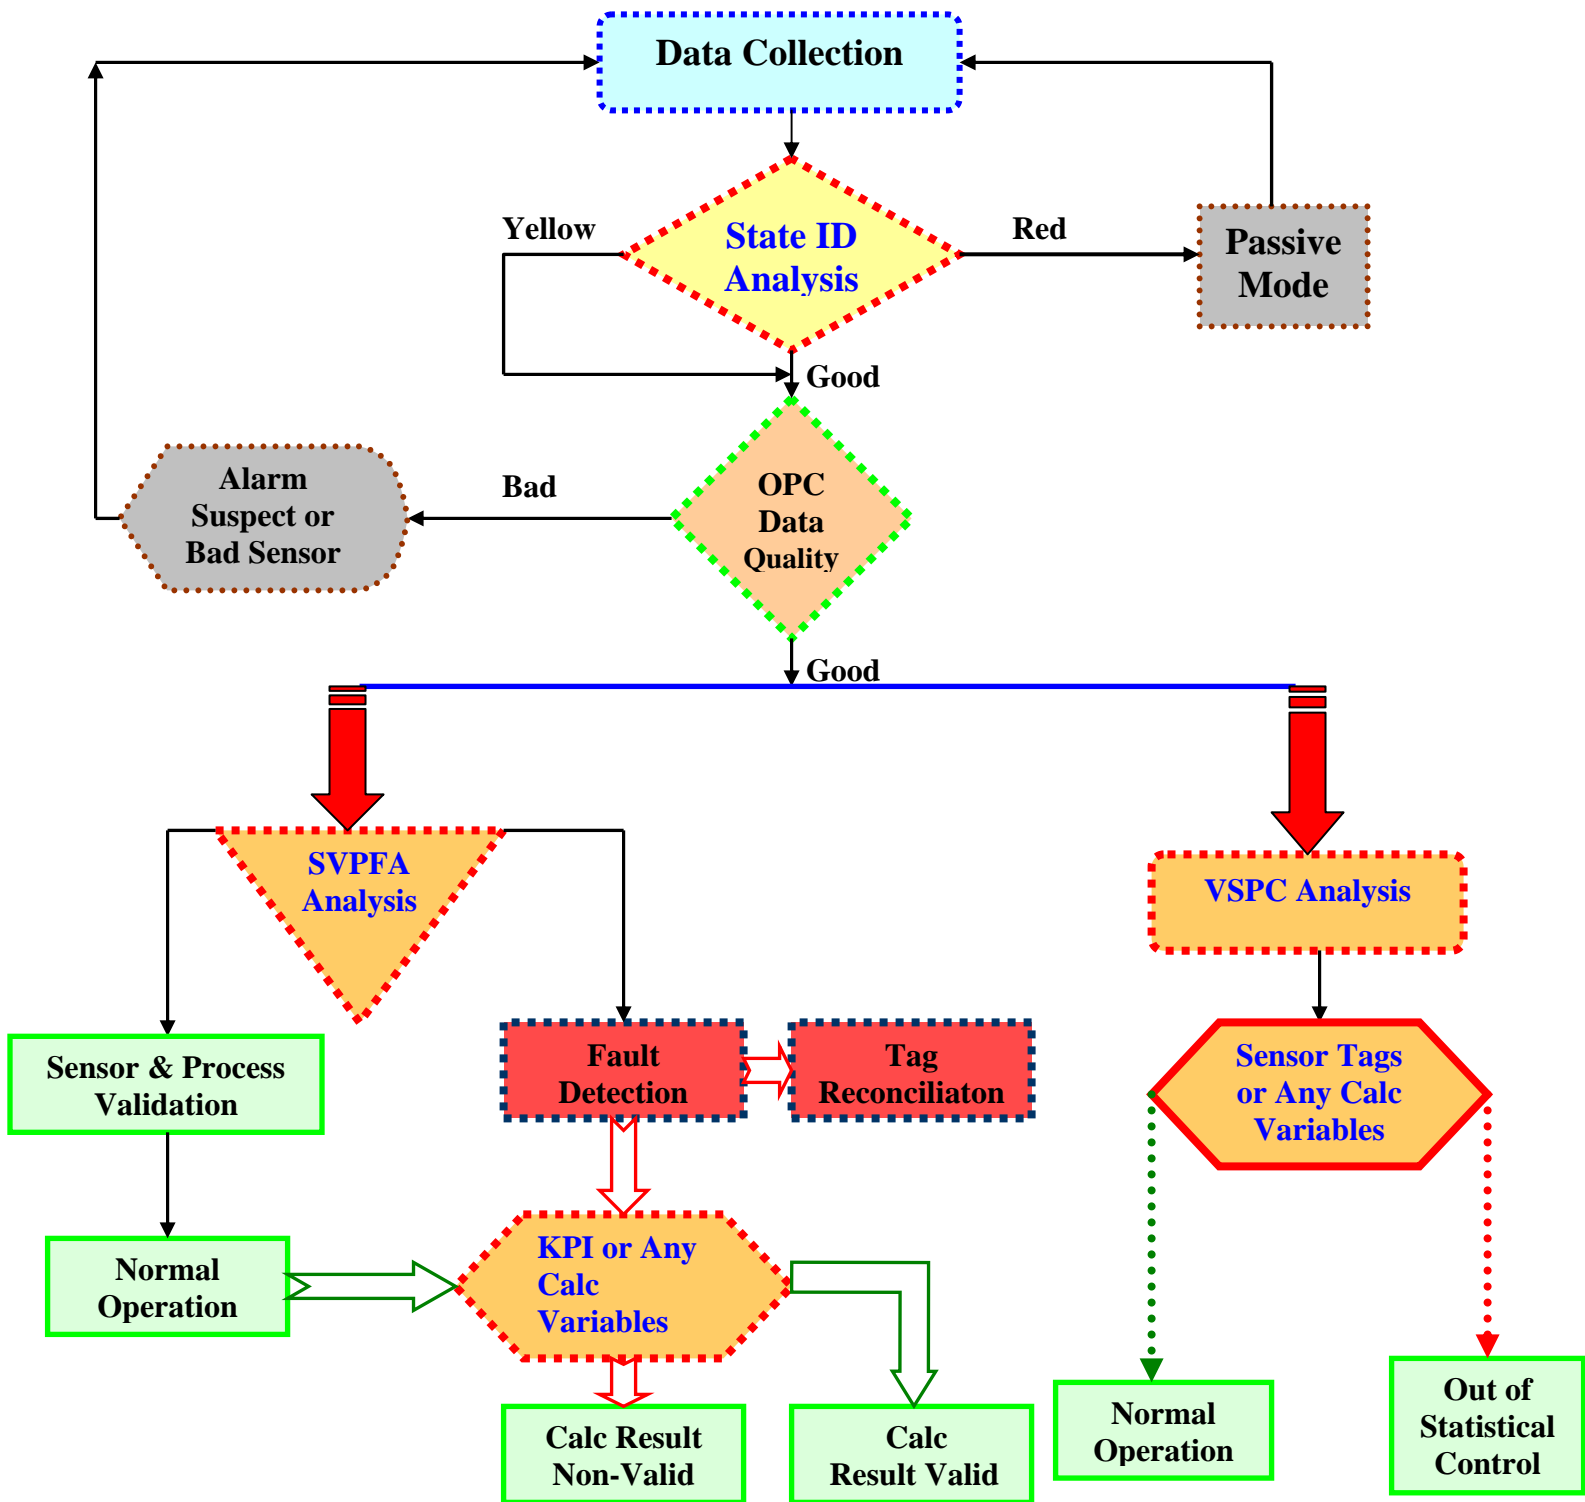 Data Collection
Yellow
State ID
Analysis
Red
Passive
Mode
Good
Alarm
Suspect or
Bad Sensor
Bad
OPC
Data
Quality
Good
SVPFA
Analysis
VSPC Analysis
Sensor & Process
Validation
Fault
Detection
Tag
Reconciliaton
Sensor Tags
or Any Calc
Variables
Normal
Operation
KPI or Any
Calc
Variables
Calc Result
Non-Valid
Calc
Result Valid
Normal
Operation
Out of
Statistical
Control